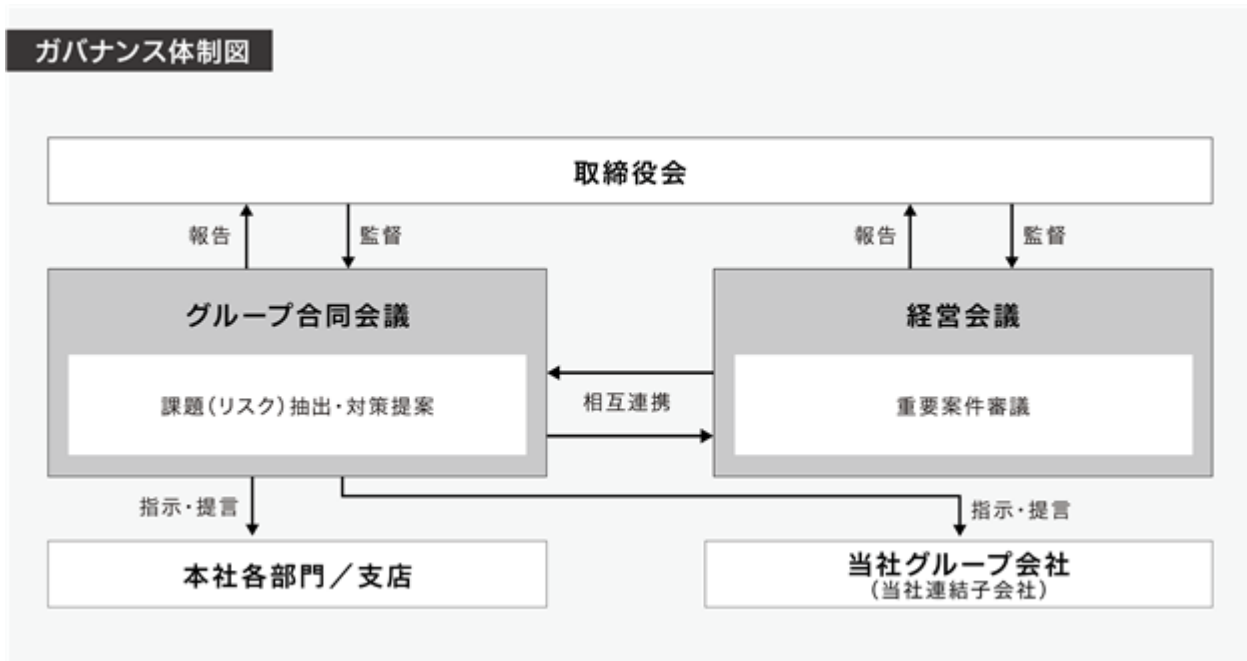 ガバナンス体制図
取締役会
報告
監督
報告
監督
グループ合同会議
経営会議
課題(リスク)抽出・対策提案
相互連携
重要案件審議
指示・提言
指示・提言
本社各部門／支店
当社グループ会社
(当社連結子会社)